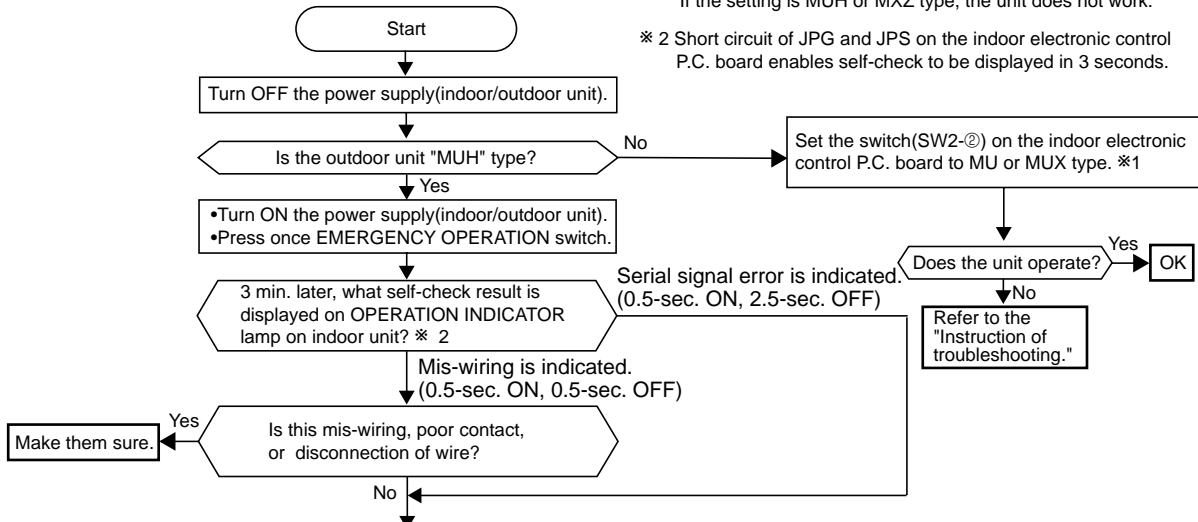 If the setting is MUH or MXZ type, the unit does not work.
※ 2 Short circuit of JPG and JPS on the indoor electronic control
P.C. board enables self-check to be displayed in 3 seconds.
Start
Turn OFF the power supply(indoor/outdoor unit).
Is the outdoor unit "MUH" type?
No
Set the switch(SW2-②) on the indoor electronic
control P.C. board to MU or MUX type. ※1
Yes
•Turn ON the power supply(indoor/outdoor unit).
•Press once EMERGENCY OPERATION switch.
Does the unit operate?
Yes
OK
No
Refer to the
"Instruction of
troubleshooting."
3 min. later, what self-check result is
displayed on OPERATION INDICATOR
lamp on indoor unit? ※ 2
Serial signal error is indicated.
(0.5-sec. ON, 2.5-sec. OFF)
Mis-wiring is indicated.
(0.5-sec. ON, 0.5-sec. OFF)
Is this mis-wiring, poor contact,
or disconnection of wire?
Yes
Make them sure.
No